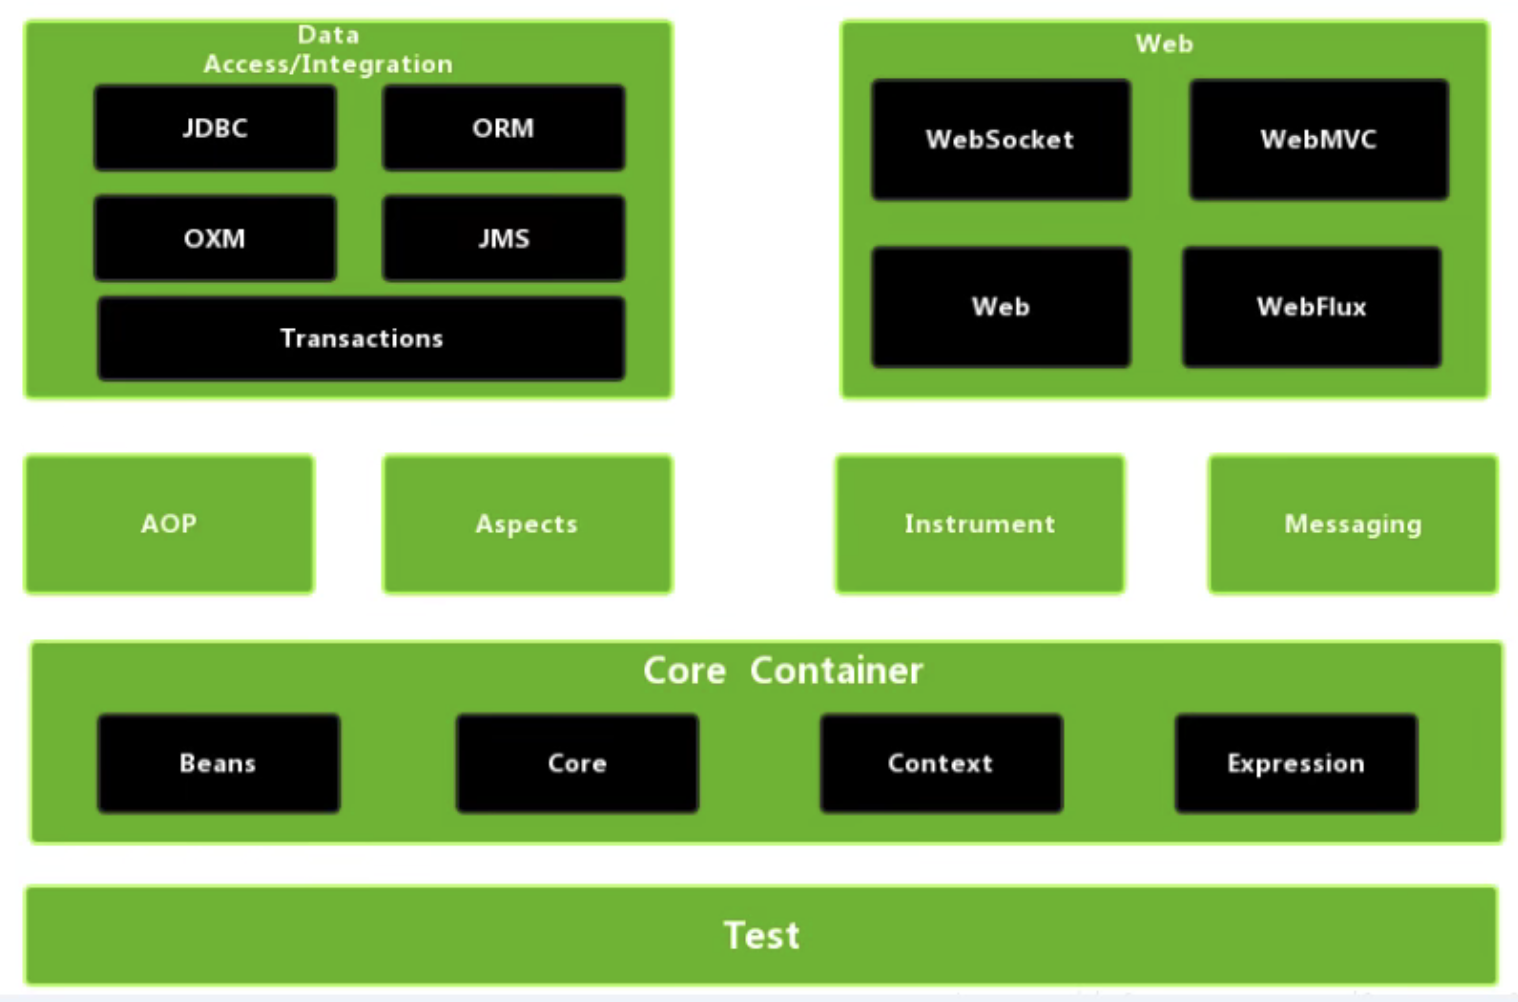 Data
Access/Integration
JDBC
ORM
OXM
JMS
Transactions
Web
WebSocket
WebMVC
Web
WebFlux
AOP
Aspects
Instrument
Messaging
Core Container
Beans
Core
Context
Expression
Test